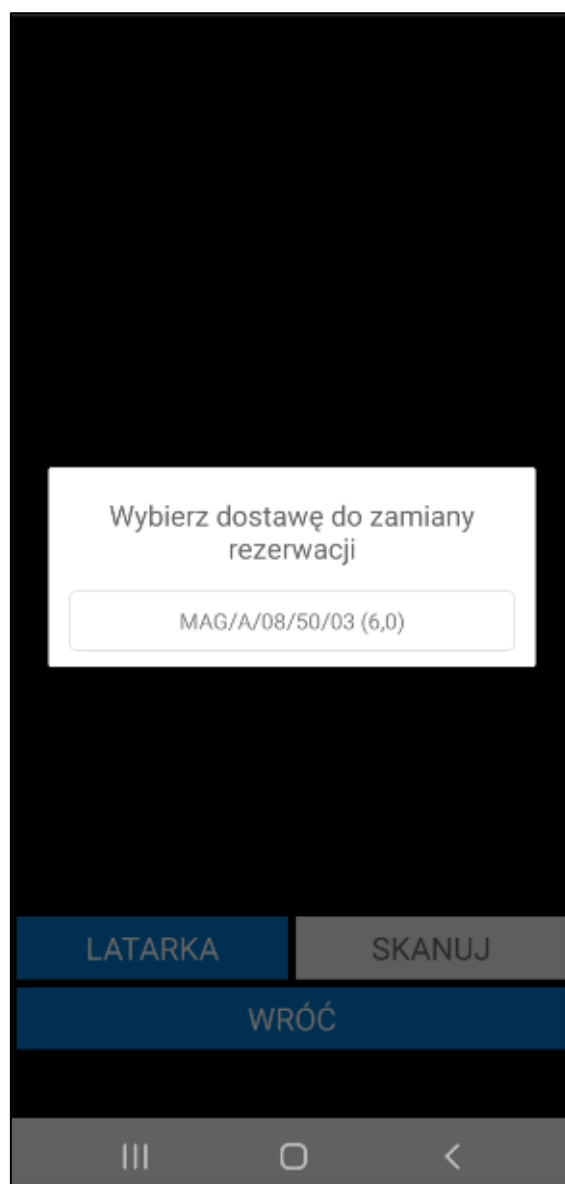 Wybierz dostawę do zamiany
rezerwacji
MAG/A/08/50/03 (6,0)
LATARKA
SKANUJ
WRÓĆ